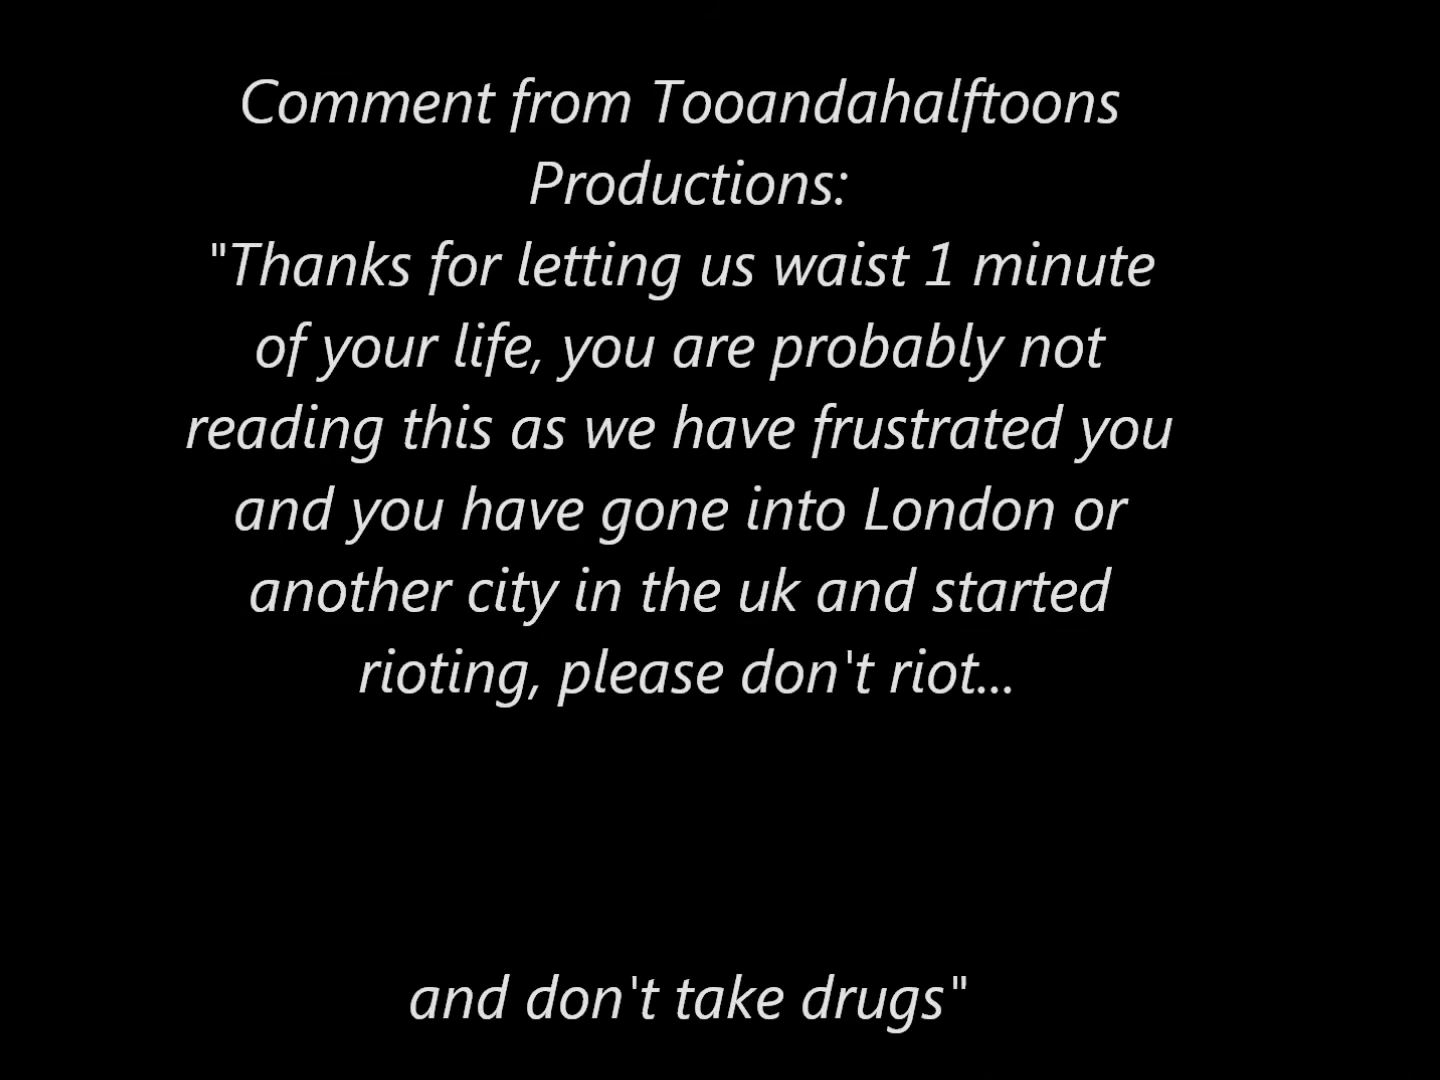 Comment from Tooandahalftoons
Productions:
"Thanks for letting us waist 1 minute
of your life, you are probably not
reading this as we have frustrated you
and you have gone into London or
another city in the uk and started
rioting, please don't riot...
and don't take drugs"